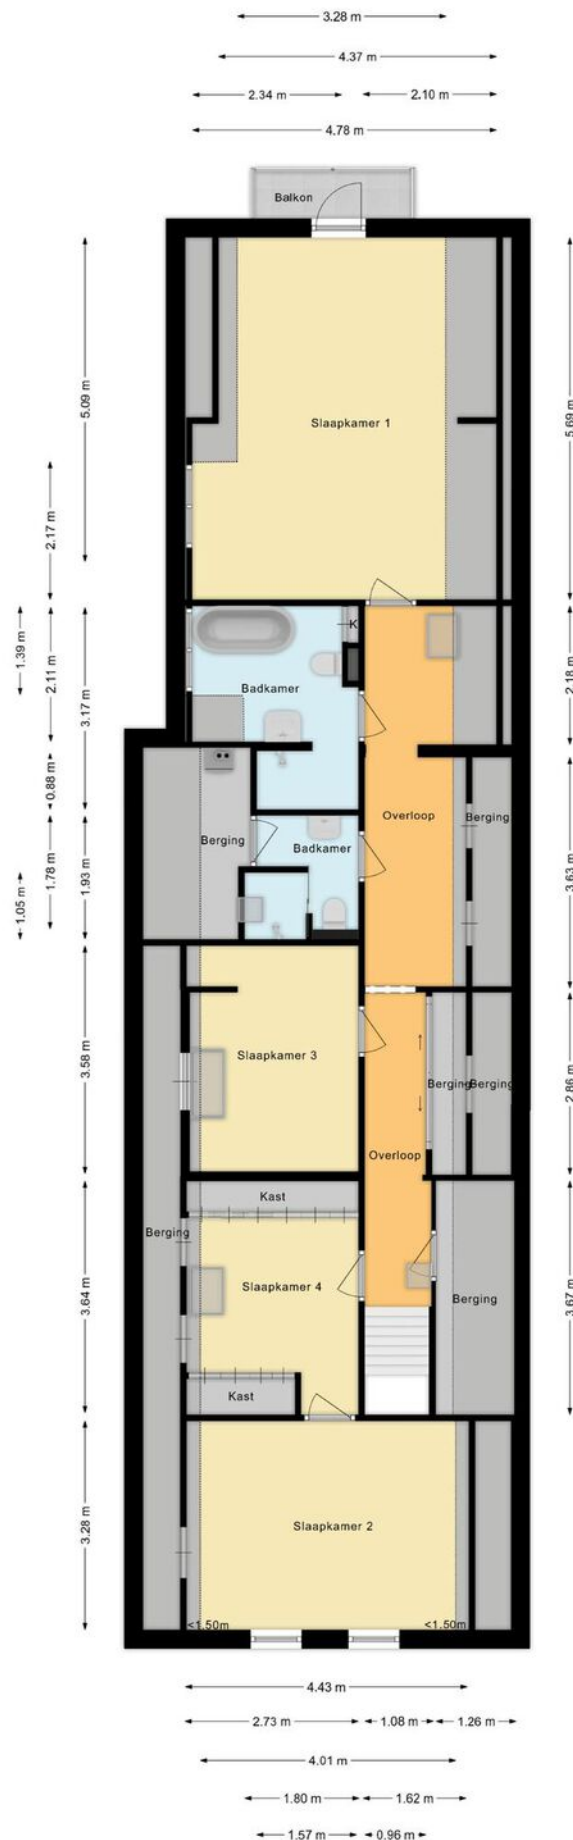 3.28 m
4.37 m
2.34 m
2.10 m
4.78 m
Balkon
5.09 m
5.69 m
Slaapkamer 1
2.17 m
1.39 m
2.11 m
3.17 m
2.18 m
K
Badkamer
0.88 m
Overloop
Berging
3.63 m
Berging
Badkamer
1.78 m
1.93 m
1.05 m
3.58 m
Slaapkamer 3
2.86 m
Berging
Berging
Overloop
Kast
Berging
3.64 m
Slaapkamer 4
Berging
3.67 m
Kast
3.28 m
Slaapkamer 2
<1.50m
<1.50m
4.43 m
2.73 m
1.08 m
1.26 m
4.01 m
1.80 m
1.62 m
1.57 m
0.96 m